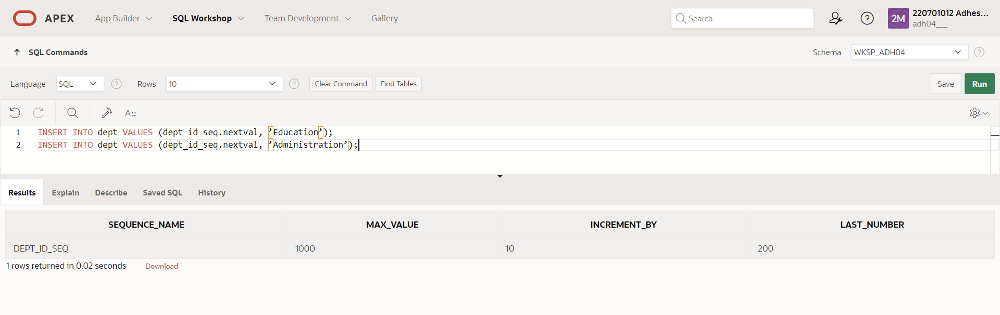 APEX App Builder SQL Workshop Team Development Gallery Search 2M 220701012 Adhes...
adh04___
SQL Commands Schema WKSP_ADH04
Language SQL Rows 10 Clear Command Find Tables Save Run
A::
1 INSERT INTO dept VALUES (dept_id_seq.nextval, ’Education’);
2 INSERT INTO dept VALUES (dept_id_seq.nextval, ’Administration’);
Results Explain Describe Saved SQL History
SEQUENCE_NAME MAX_VALUE INCREMENT_BY LAST_NUMBER
DEPT_ID_SEQ 1000 10 200
1 rows returned in 0.02 seconds Download